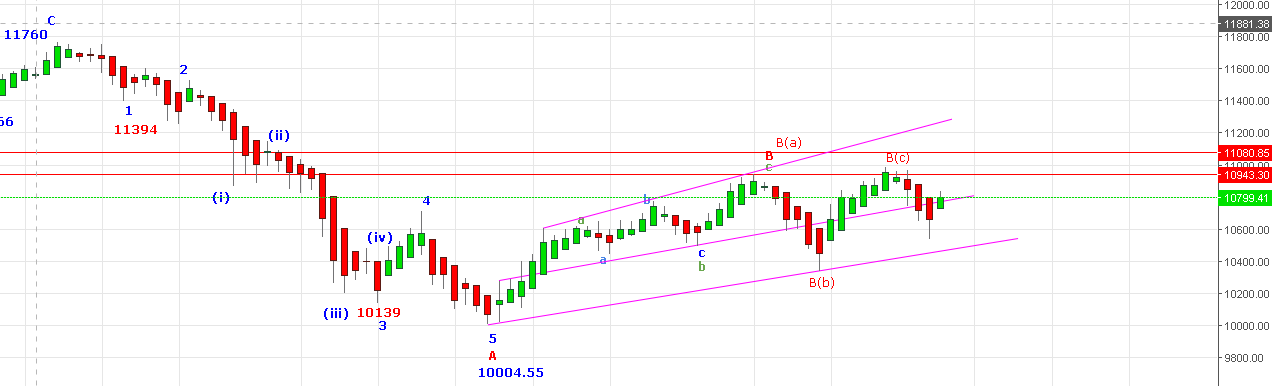 C
11760
66
1
11394
2
(i)
(ii)
(iii)
(iv)
10139
3
4
5
A
10004.55
a
a
b
c
b
B(a)
B
c
B(b)
B(c)
12000.00
11881.38
11800.00
11600.00
11400.00
11200.00
11080.85
11000.00
10943.30
10799.41
10600.00
10400.00
10200.00
10000.00
9800.00